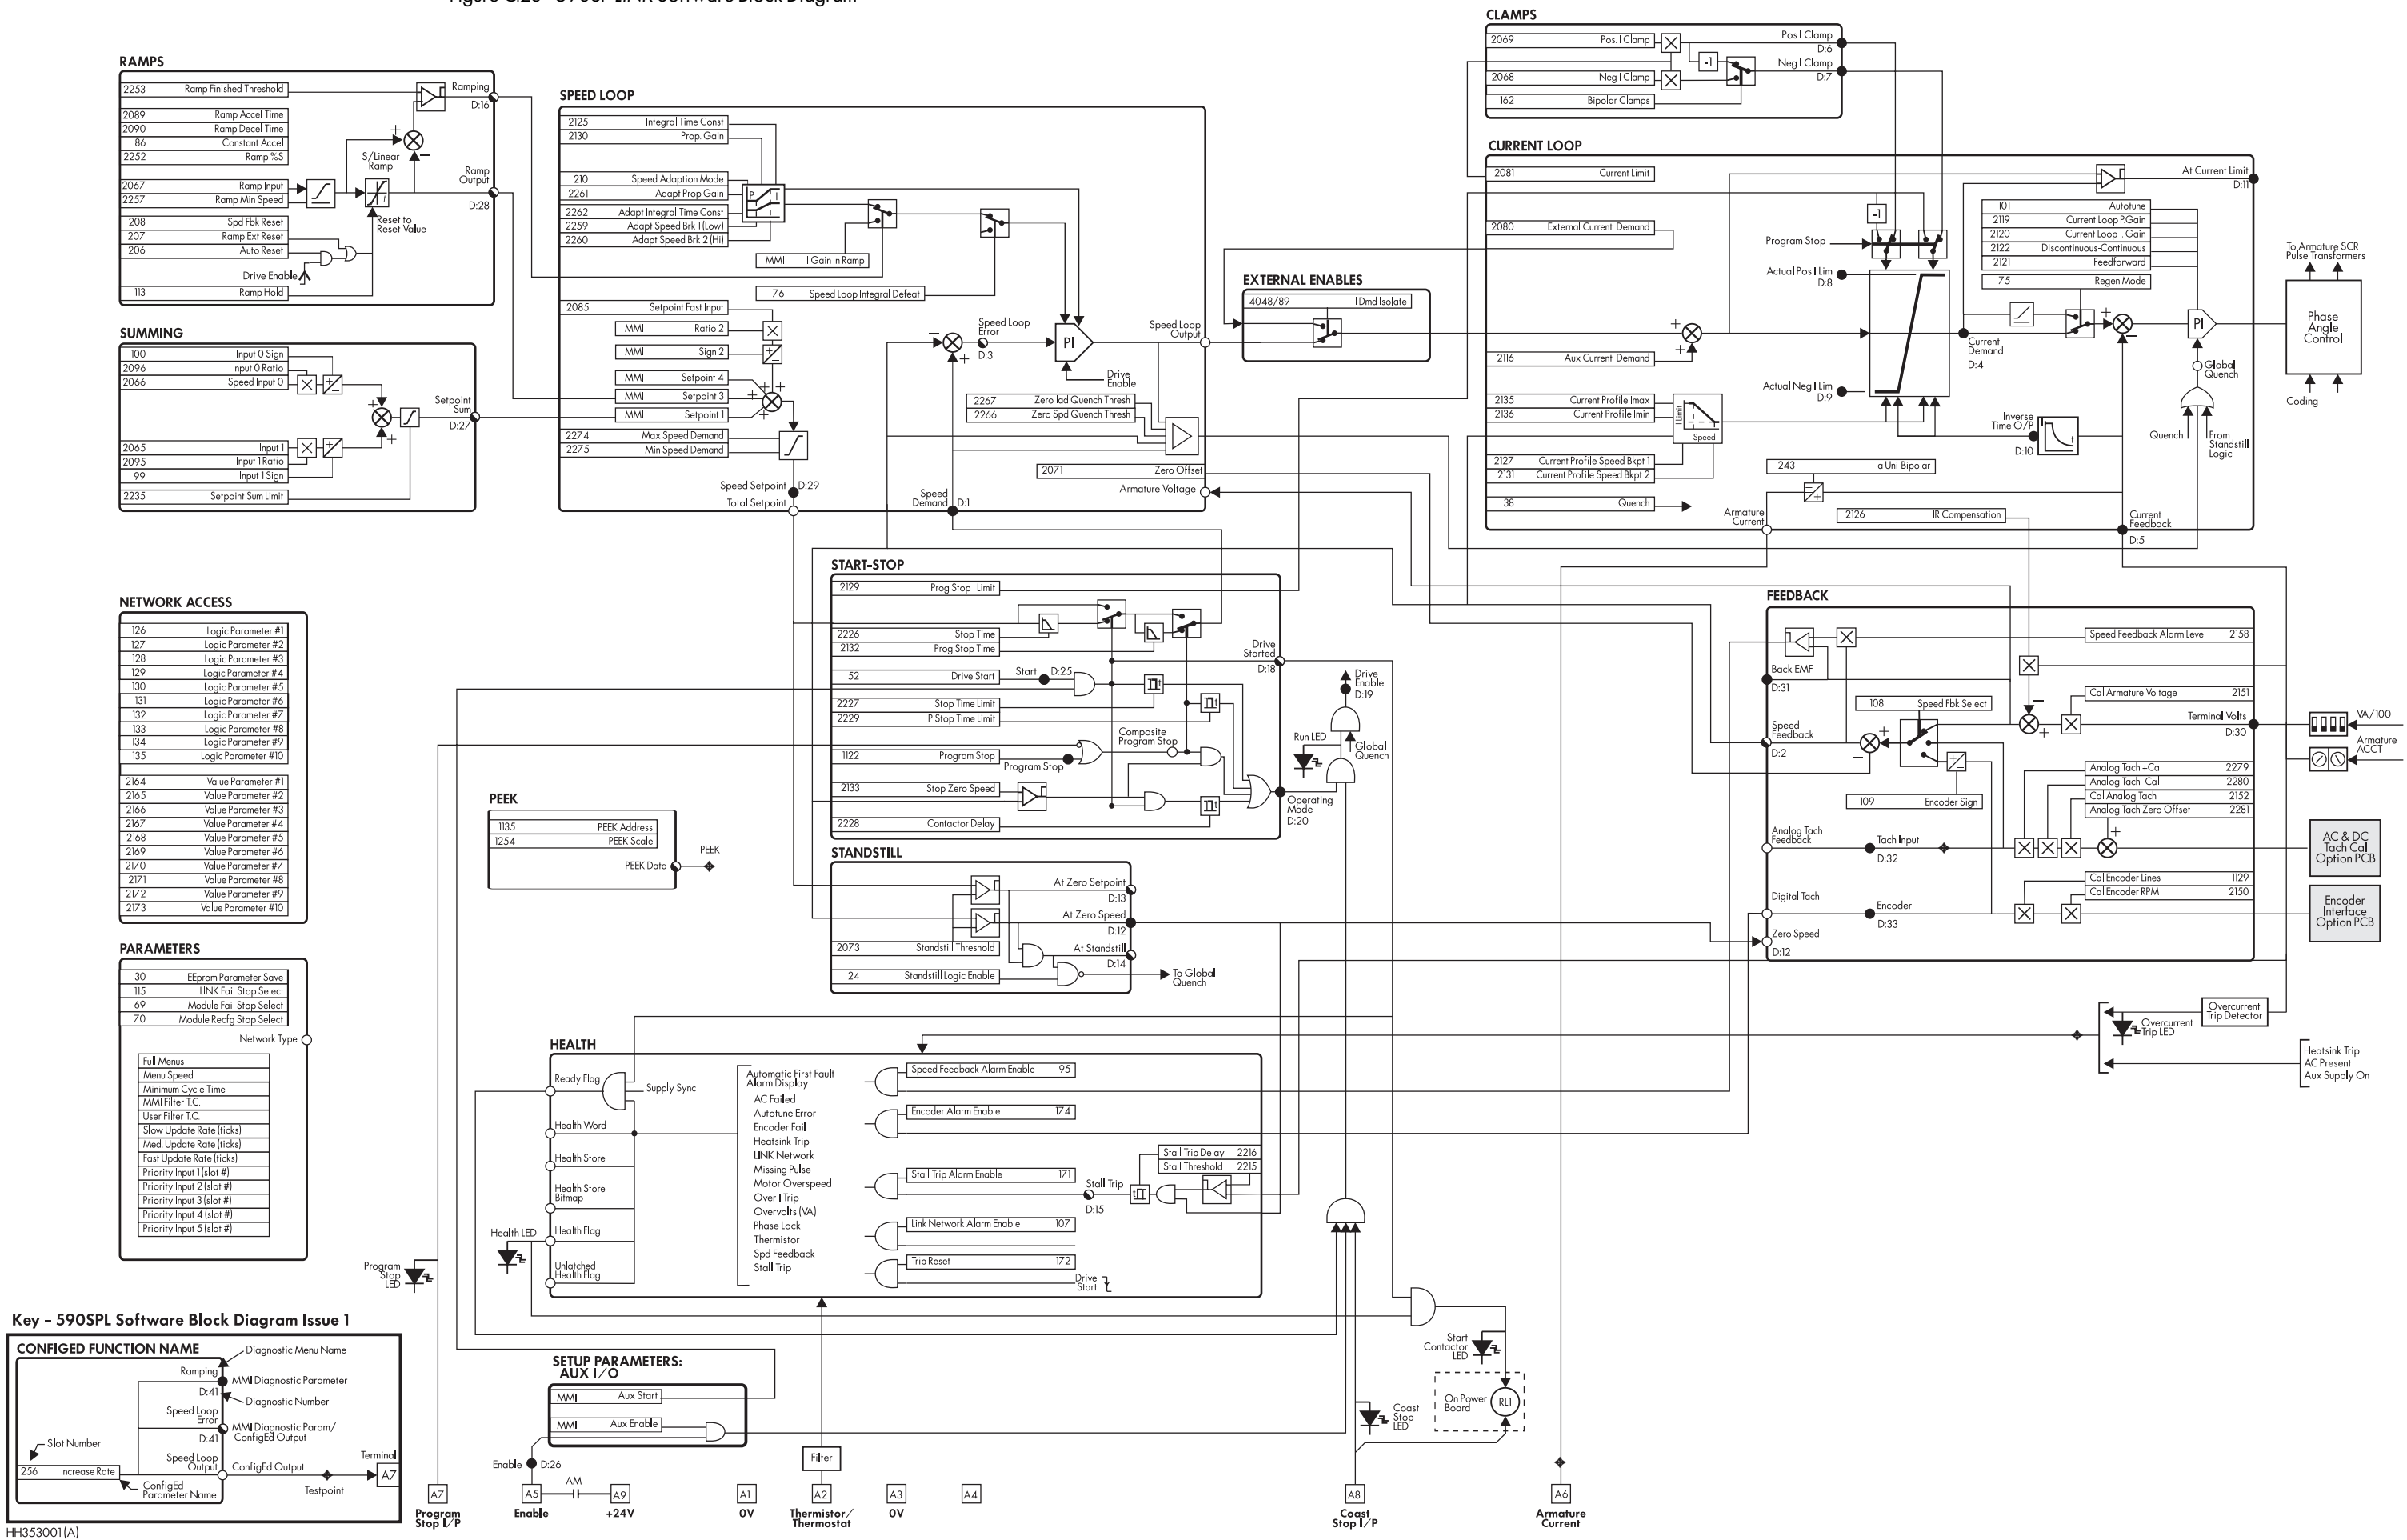 RAMPS
2253 Ramp Finished Threshold
2089 Ramp Accel Time
2090 Ramp Decel Time
86 Constant Accel
2252 Ramp %S
2067 Ramp Input
2257 Ramp Min Speed
208 Spd Fbk Reset
207 Ramp Ext Reset
206 Auto Reset
Drive Enable
113 Ramp Hold
S/Linear
Ramp
Reset to
Reset Value
Ramping
D:16
Ramp
Output
D:28
SUMMING
100 Input 0 Sign
2096 Input 0 Ratio
2066 Speed Input 0
2065 Input 1
2095 Input 1 Ratio
99 Input 1 Sign
2235 Setpoint Sum Limit
Setpoint
Sum
D:27
SPEED LOOP
2125 Integral Time Const
2130 Prop. Gain
210 Speed Adaption Mode
2261 Adapt Prop Gain
2262 Adapt Integral Time Const
2259 Adapt Speed Brk 1 (Low)
2260 Adapt Speed Brk 2 (Hi)
P
I
MMI I Gain In Ramp
76 Speed Loop Integral Defeat
2085 Setpoint Fast Input
MMI Ratio 2
MMI Sign 2
MMI Setpoint 4
MMI Setpoint 3
MMI Setpoint 1
2274 Max Speed Demand
2275 Min Speed Demand
Speed Loop
Error
D:3
PI
Drive
Enable
Speed Loop
Output
2267 Zero Iad Quench Thresh
2266 Zero Spd Quench Thresh
2071 Zero Offset
Armature Voltage
Speed Setpoint D:29
Total Setpoint
Speed
Demand D:1
EXTERNAL ENABLES
4048/89 I Dmd Isolate
CLAMPS
2069 Pos. I Clamp
2068 Neg I Clamp
162 Bipolar Clamps
-1
Pos I Clamp
D:6
Neg I Clamp
D:7
CURRENT LOOP
2081 Current Limit
2080 External Current Demand
2116 Aux Current Demand
2135 Current Profile Imax
2136 Current Profile Imin
I.Limit
Speed
2127 Current Profile Speed Bkpt 1
2131 Current Profile Speed Bkpt 2
38 Quench
-1
Program Stop
Actual Pos I Lim
D:8
Actual Neg I Lim
D:9
At Current Limit
D:11
101 Autotune
2119 Current Loop P.Gain
2120 Current Loop I. Gain
2122 Discontinuous-Continuous
2121 Feedforward
75 Regen Mode
Current
Demand
D:4
PI
Global
Quench
Quench
From
Standstill
Logic
Inverse
Time O/P
D:10
243 Ia Uni-Bipolar
2126 IR Compensation
Armature
Current
Current
Feedback
D:5
To Armature SCR
Pulse Transformers
Phase
Angle
Control
Coding
NETWORK ACCESS
126 Logic Parameter #1
127 Logic Parameter #2
128 Logic Parameter #3
129 Logic Parameter #4
130 Logic Parameter #5
131 Logic Parameter #6
132 Logic Parameter #7
133 Logic Parameter #8
134 Logic Parameter #9
135 Logic Parameter #10
2164 Value Parameter #1
2165 Value Parameter #2
2166 Value Parameter #3
2167 Value Parameter #4
2168 Value Parameter #5
2169 Value Parameter #6
2170 Value Parameter #7
2171 Value Parameter #8
2172 Value Parameter #9
2173 Value Parameter #10
PARAMETERS
30 EEprom Parameter Save
115 LINK Fail Stop Select
69 Module Fail Stop Select
70 Module Recfg Stop Select
Network Type
Full Menus
Menu Speed
Minimum Cycle Time
MMI Filter T.C.
User Filter T.C.
Slow Update Rate (ticks)
Med. Update Rate (ticks)
Fast Update Rate (ticks)
Priority Input 1 (slot #)
Priority Input 2 (slot #)
Priority Input 3 (slot #)
Priority Input 4 (slot #)
Priority Input 5 (slot #)
PEEK
1135 PEEK Address
1254 PEEK Scale
PEEK Data
PEEK
START-STOP
2129 Prog Stop I Limit
2226 Stop Time
2132 Prog Stop Time
52 Drive Start
Start D:25
2227 Stop Time Limit
2229 P Stop Time Limit
1122 Program Stop
Program Stop
Composite
Program Stop
2133 Stop Zero Speed
2228 Contactor Delay
Drive
Started
D:18
Operating
Mode
D:20
Run LED
Drive
Enable
D:19
Global
Quench
STANDSTILL
At Zero Setpoint
D:13
At Zero Speed
D:12
2073 Standstill Threshold
At Standstill
D:14
24 Standstill Logic Enable
To Global
Quench
FEEDBACK
Speed Feedback Alarm Level 2158
Back EMF
D:31
108 Speed Fbk Select
Speed
Feedback
D:2
109 Encoder Sign
Cal Armature Voltage 2151
Terminal Volts
D:30
Analog Tach +Cal 2279
Analog Tach -Cal 2280
Cal Analog Tach 2152
Analog Tach Zero Offset 2281
Analog Tach
Feedback
Tach Input
D:32
Cal Encoder Lines 1129
Cal Encoder RPM 2150
Digital Tach
Encoder
D:33
Zero Speed
D:12
VA/100
Armature
ACCT
AC & DC
Tach Cal
Option PCB
Encoder
Interface
Option PCB
Overcurrent
Trip Detector
Overcurrent
Trip LED
Heatsink Trip
AC Present
Aux Supply On
HEALTH
Ready Flag
Supply Sync
Health Word
Health Store
Health Store
Bitmap
Health LED
Health Flag
Unlatched
Health Flag
Automatic First Fault
Alarm Display
AC Failed
Autotune Error
Encoder Fail
Heatsink Trip
LINK Network
Missing Pulse
Motor Overspeed
Over I Trip
Overvolts (VA)
Phase Lock
Thermistor
Spd Feedback
Stall Trip
Speed Feedback Alarm Enable 95
Encoder Alarm Enable 174
Stall Trip Alarm Enable 171
Link Network Alarm Enable 107
Trip Reset 172
Drive
Start
Stall Trip
D:15
Stall Trip Delay 2216
Stall Threshold 2215
Program
Stop
LED
SETUP PARAMETERS:
AUX I/O
MMI Aux Start
MMI Aux Enable
Enable D:26
AM
Filter
Start
Contactor
LED
On Power
Board
RL1
Coast
Stop
LED
A7
Program
Stop I/P
A5
Enable
A9
+24V
A1
0V
A2
Thermistor/
Thermostat
A3
0V
A4
A8
Coast
Stop I/P
A6
Armature
Current
Key – 590SPL Software Block Diagram Issue 1
CONFIGED FUNCTION NAME
Diagnostic Menu Name
Ramping
MMI Diagnostic Parameter
D:41
Diagnostic Number
Speed Loop
Error
MMI Diagnostic Param/
ConfigEd Output
D:41
Slot Number
Speed Loop
Output
ConfigEd Output
Terminal
A7
256 Increase Rate
Testpoint
ConfigEd
Parameter Name
HH353001(A)